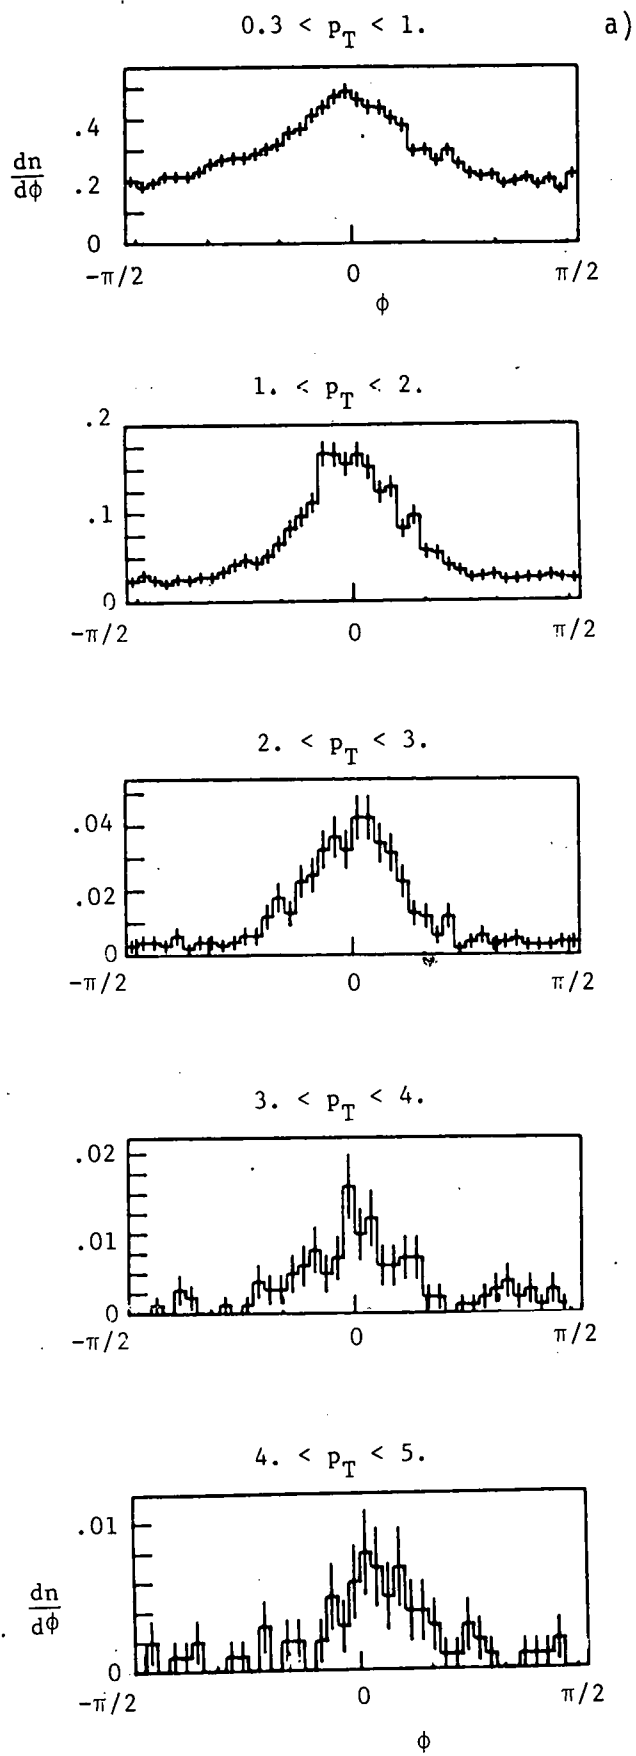 0.3 < p_T < 1.
a)
dn
dϕ
.4
.2
0
-π/2
0
π/2
ϕ
1. < p_T < 2.
.2
.1
0
-π/2
0
π/2
2. < p_T < 3.
.04
.02
0
-π/2
0
π/2
3. < p_T < 4.
.02
.01
0
-π/2
0
π/2
4. < p_T < 5.
.01
dn
dϕ
0
-π/2
0
π/2
ϕ